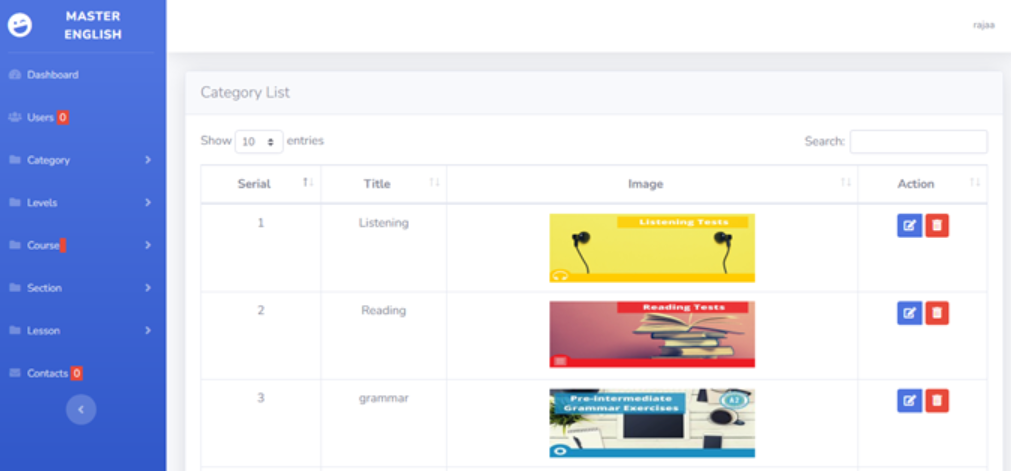 MASTER
ENGLISH
rajaa
Dashboard
Users 0
Category
Levels
Course
Section
Lesson
Contacts 0
Category List
Show 10 entries
Search:
Serial Title Image Action
1 Listening
Listening Tests
2 Reading
Reading Tests
3 grammar
Pre-intermediate
Grammar Exercises
A2